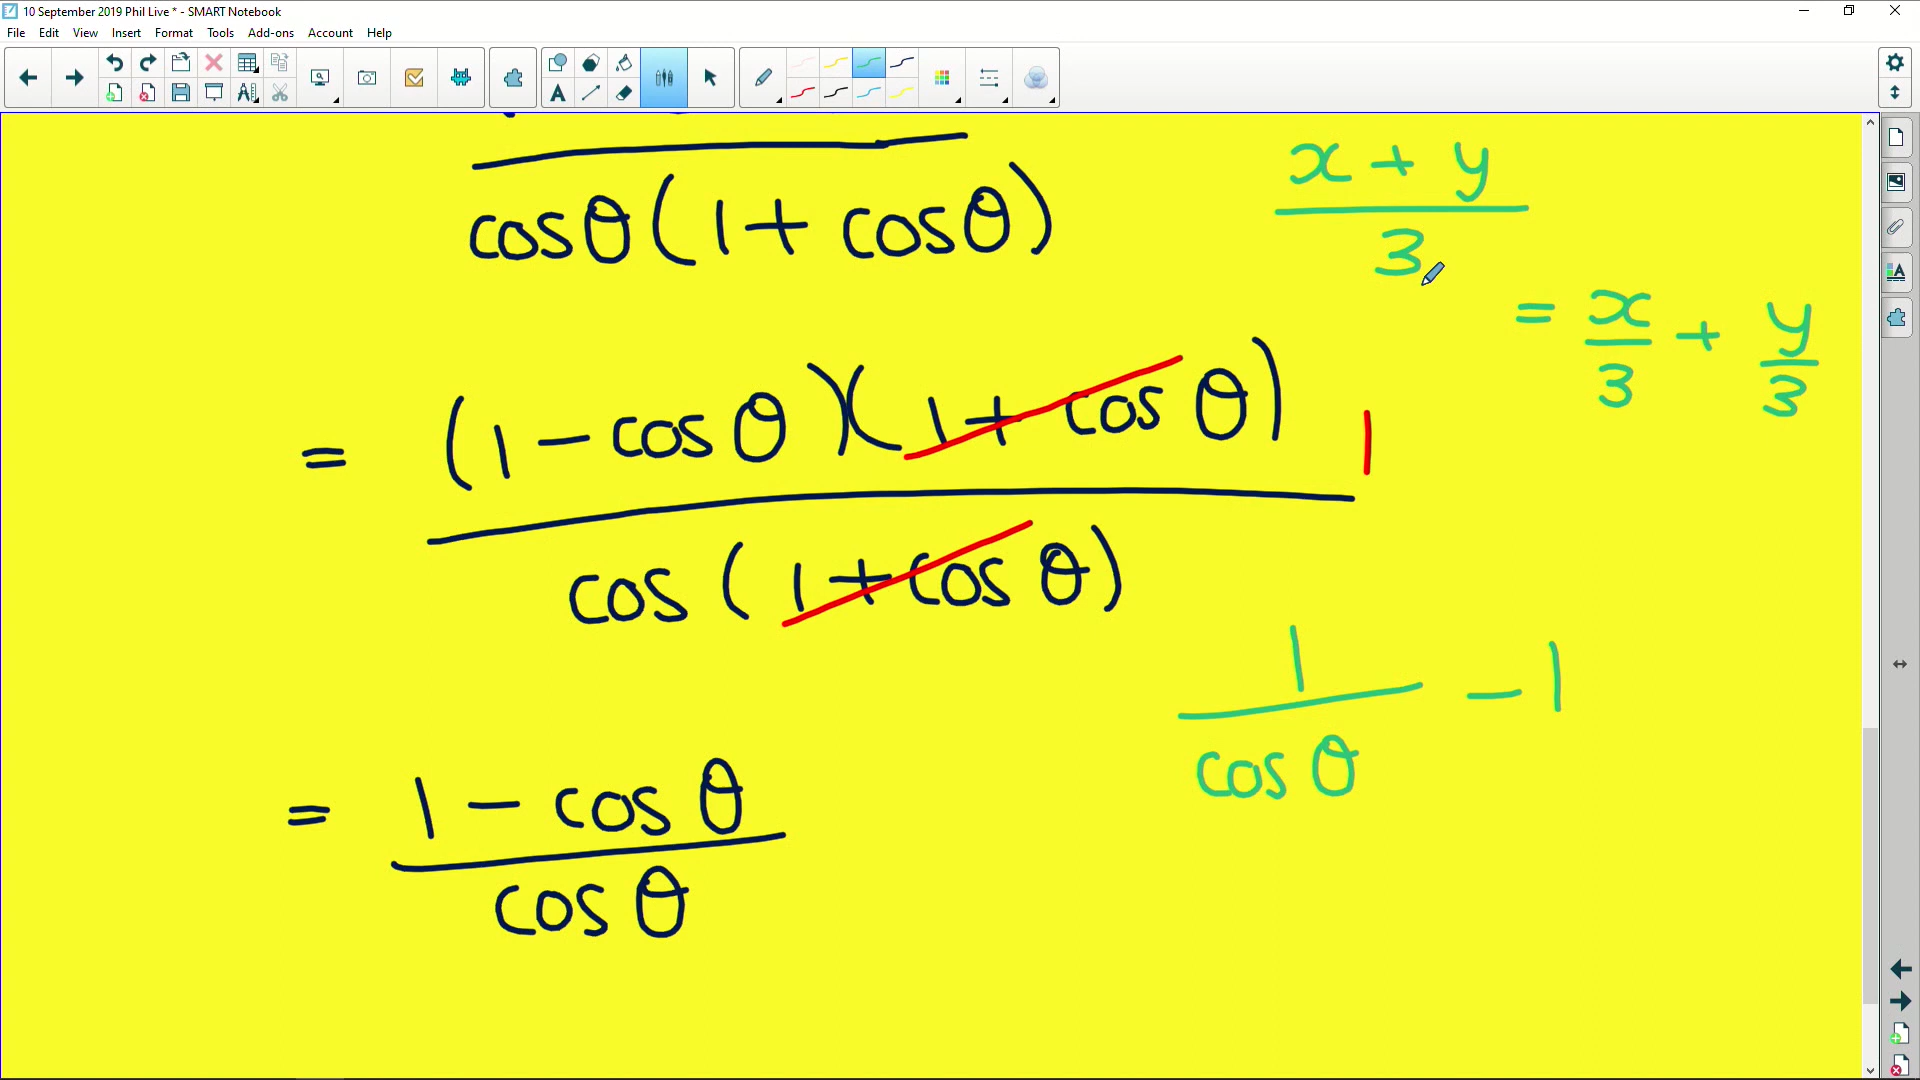 10 September 2019 Phil Live * - SMART Notebook
File Edit View Insert Format Tools Add-ons Account Help
cosθ(1 + cosθ)
x + y
3
= x/3 + y/3
= (1 - cos θ)(1 + cos θ) 1
cos (1 + cos θ)
1/cos θ - 1
= 1 - cos θ
cos θ